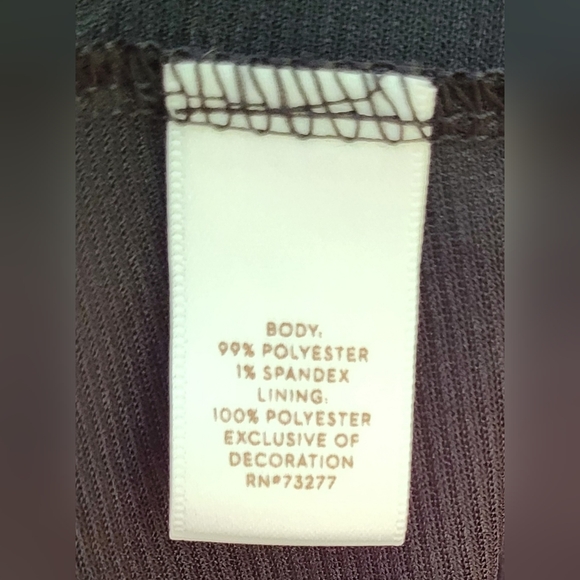 BODY:
99% POLYESTER
1% SPANDEX
LINING:
100% POLYESTER
EXCLUSIVE OF
DECORATION
RN#73277